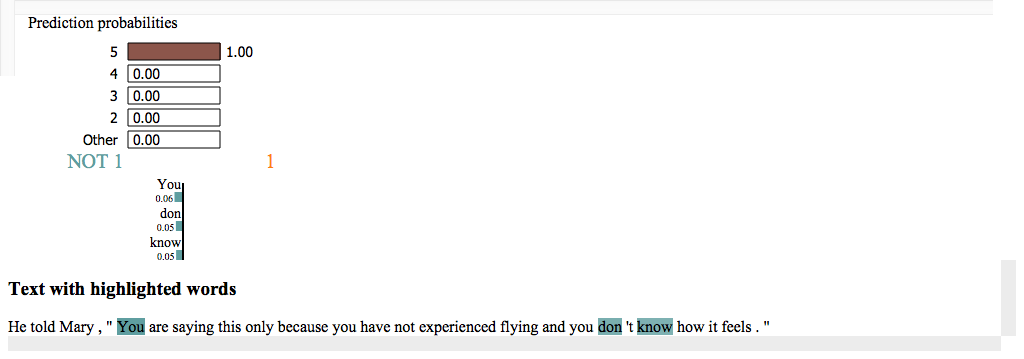 Prediction probabilities
5 1.00
4 0.00
3 0.00
2 0.00
Other 0.00
NOT 1 1
You
0.06
don
0.05
know
0.05
Text with highlighted words
He told Mary , " You are saying this only because you have not experienced flying and you don 't know how it feels . "